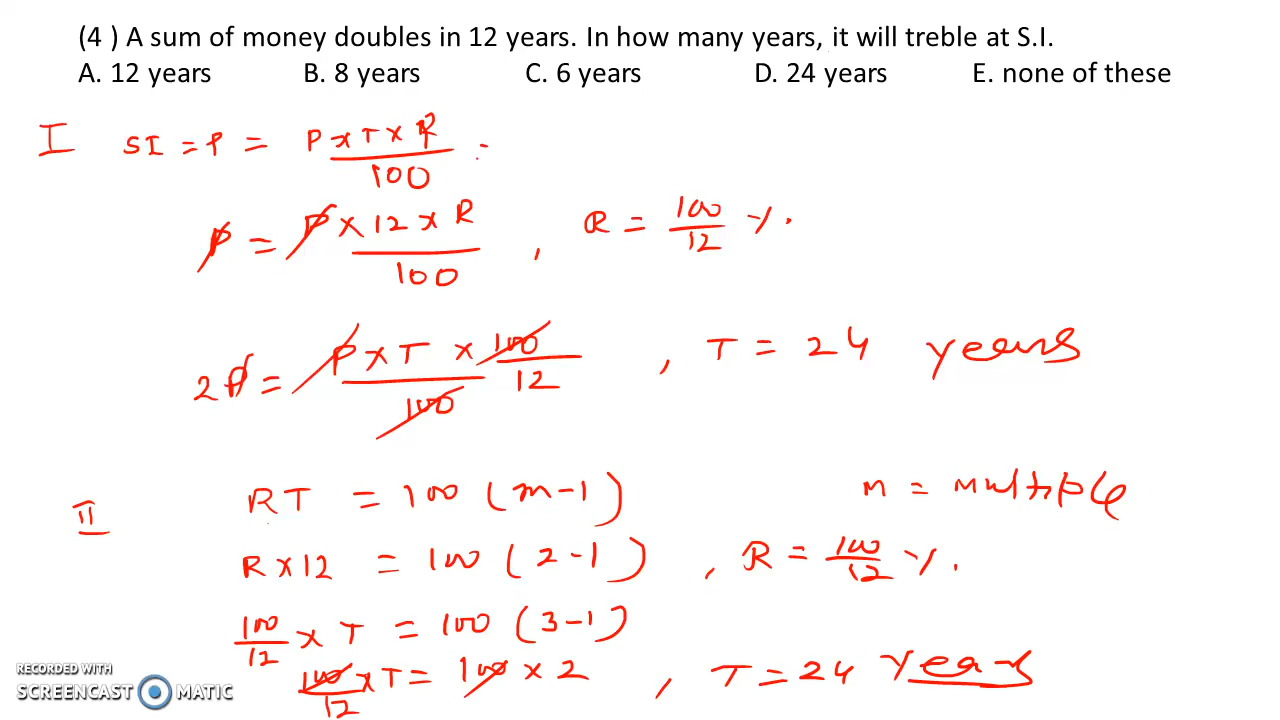 (4 ) A sum of money doubles in 12 years. In how many years, it will treble at S.I.
A. 12 years B. 8 years C. 6 years D. 24 years E. none of these
I SI = P = P x T x R / 100 =
P = P x 12 x R / 100 , R = 100/12 %.
2P = P x T x 100/12 / 100 , T = 24 years
II RT = 100 (m-1) m = multiple
R x 12 = 100 (2-1) , R = 100/12 %.
100/12 x T = 100 (3-1)
100/12 x T = 100 x 2 , T = 24 years
RECORDED WITH
SCREENCAST MATIC